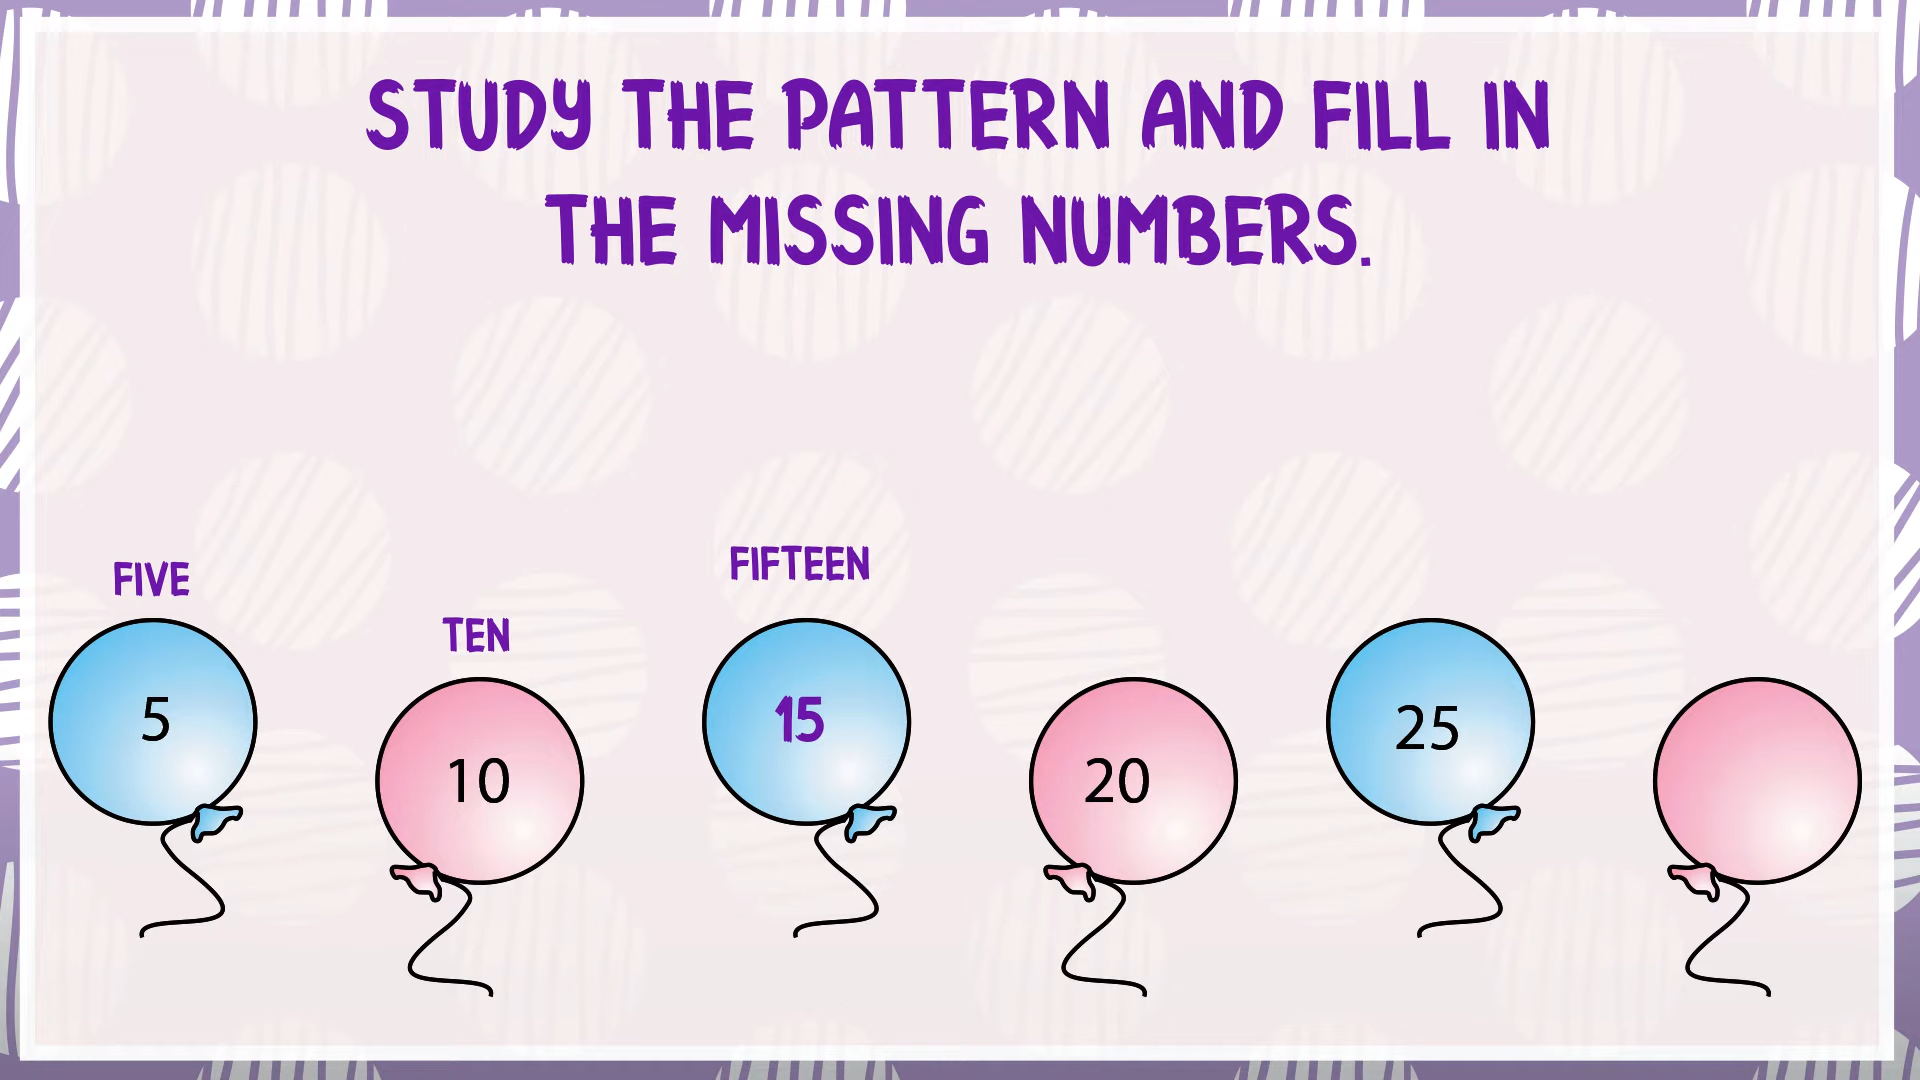 STUDY THE PATTERN AND FILL IN
THE MISSING NUMBERS.
FIVE
TEN
FIFTEEN
5
10
15
20
25